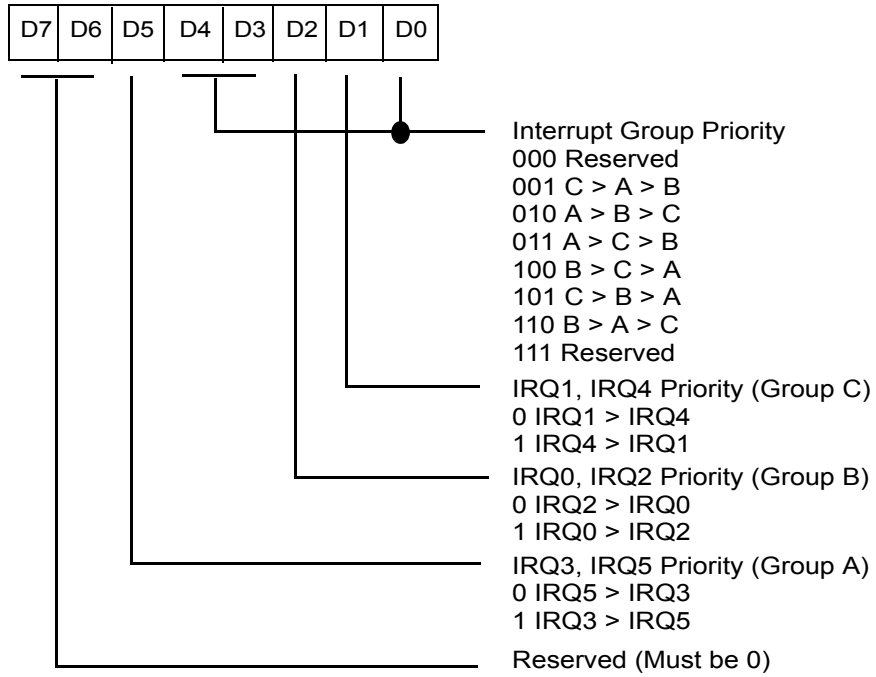 D7 D6 D5 D4 D3 D2 D1 D0
Interrupt Group Priority
000 Reserved
001 C > A > B
010 A > B > C
011 A > C > B
100 B > C > A
101 C > B > A
110 B > A > C
111 Reserved
IRQ1, IRQ4 Priority (Group C)
0 IRQ1 > IRQ4
1 IRQ4 > IRQ1
IRQ0, IRQ2 Priority (Group B)
0 IRQ2 > IRQ0
1 IRQ0 > IRQ2
IRQ3, IRQ5 Priority (Group A)
0 IRQ5 > IRQ3
1 IRQ3 > IRQ5
Reserved (Must be 0)